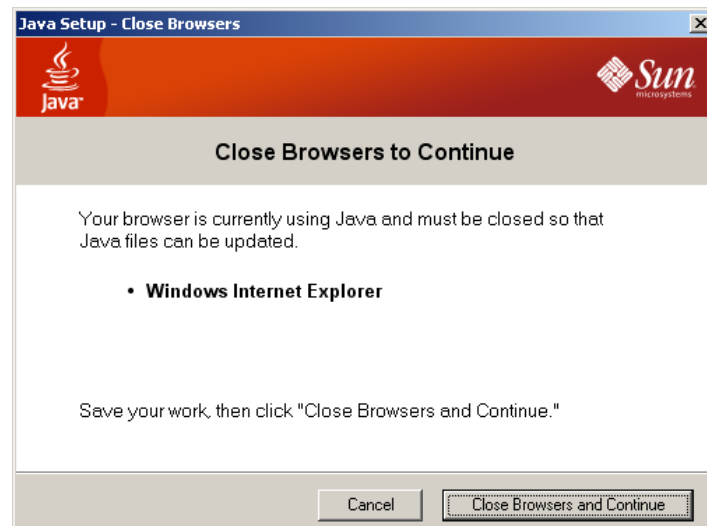 Java Setup - Close Browsers
Java
Sun
microsystems
Close Browsers to Continue
Your browser is currently using Java and must be closed so that
Java files can be updated.
• Windows Internet Explorer
Save your work, then click "Close Browsers and Continue."
Cancel
Close Browsers and Continue